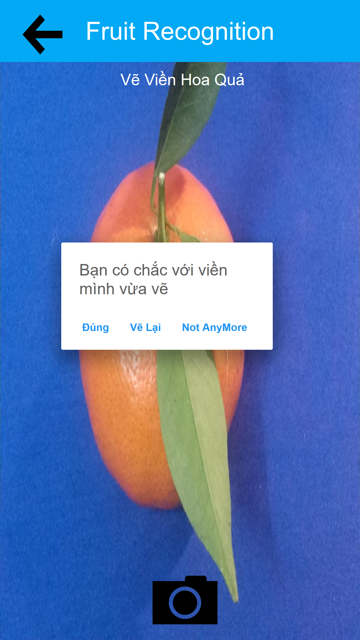 Fruit Recognition
Vẽ Viền Hoa Quả
Bạn có chắc với viền
mình vừa vẽ
Đúng Vẽ Lại Not AnyMore